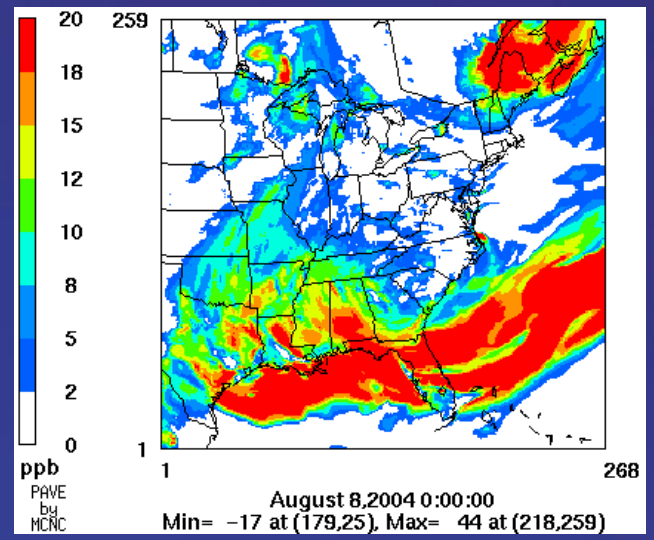 20
18
15
12
10
8
5
2
0
ppb
PAVE
by
MCNC
259
1
1
268
August 8,2004 0:00:00
Min= -17 at (179,25), Max= 44 at (218,259)